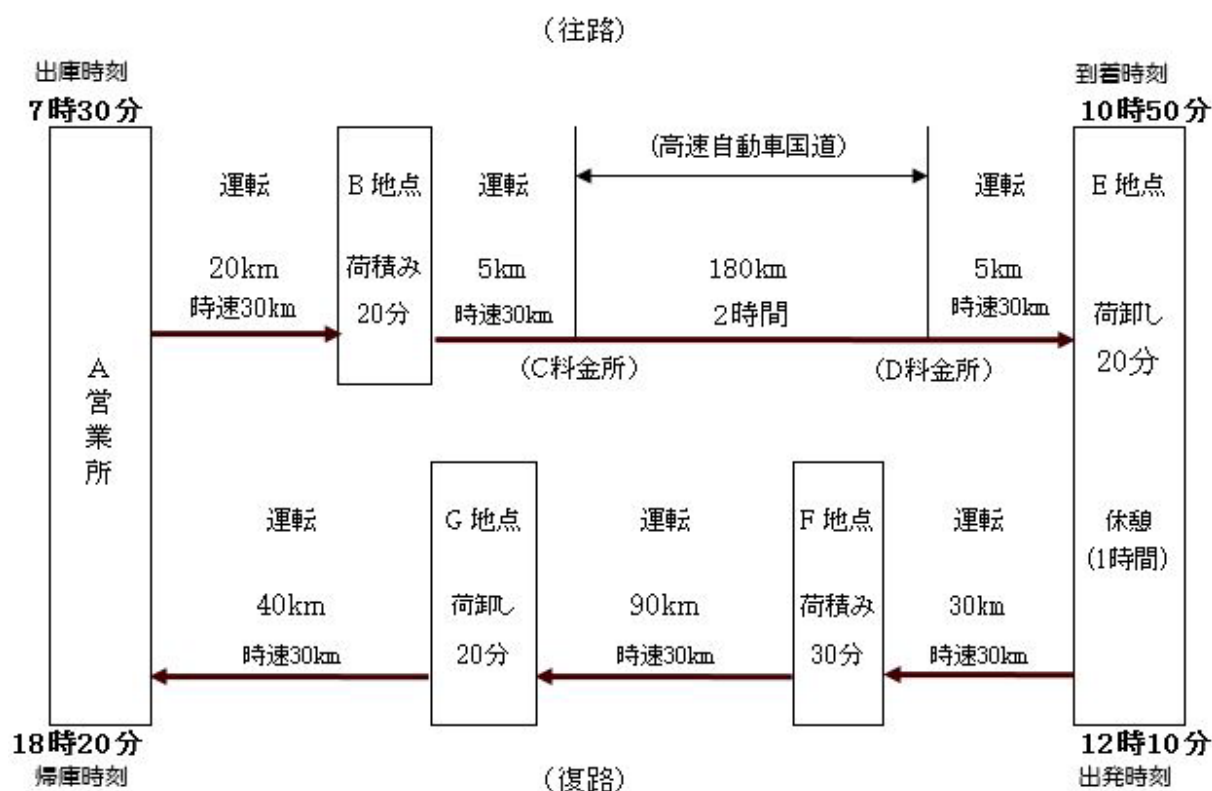 （往路）
出庫時刻
7時30分
到着時刻
10時50分
(高速自動車国道)
運転
B 地点
運転
運転
E 地点
20km
荷積み
5km
180km
5km
時速30km
20分
時速30km
2時間
時速30km
荷卸し
20分
(C料金所)
(D料金所)
A営業所
運転
G 地点
運転
F 地点
運転
休憩
(1時間)
40km
荷卸し
90km
荷積み
30km
時速30km
20分
時速30km
30分
時速30km
18時20分
帰庫時刻
12時10分
出発時刻
（復路）